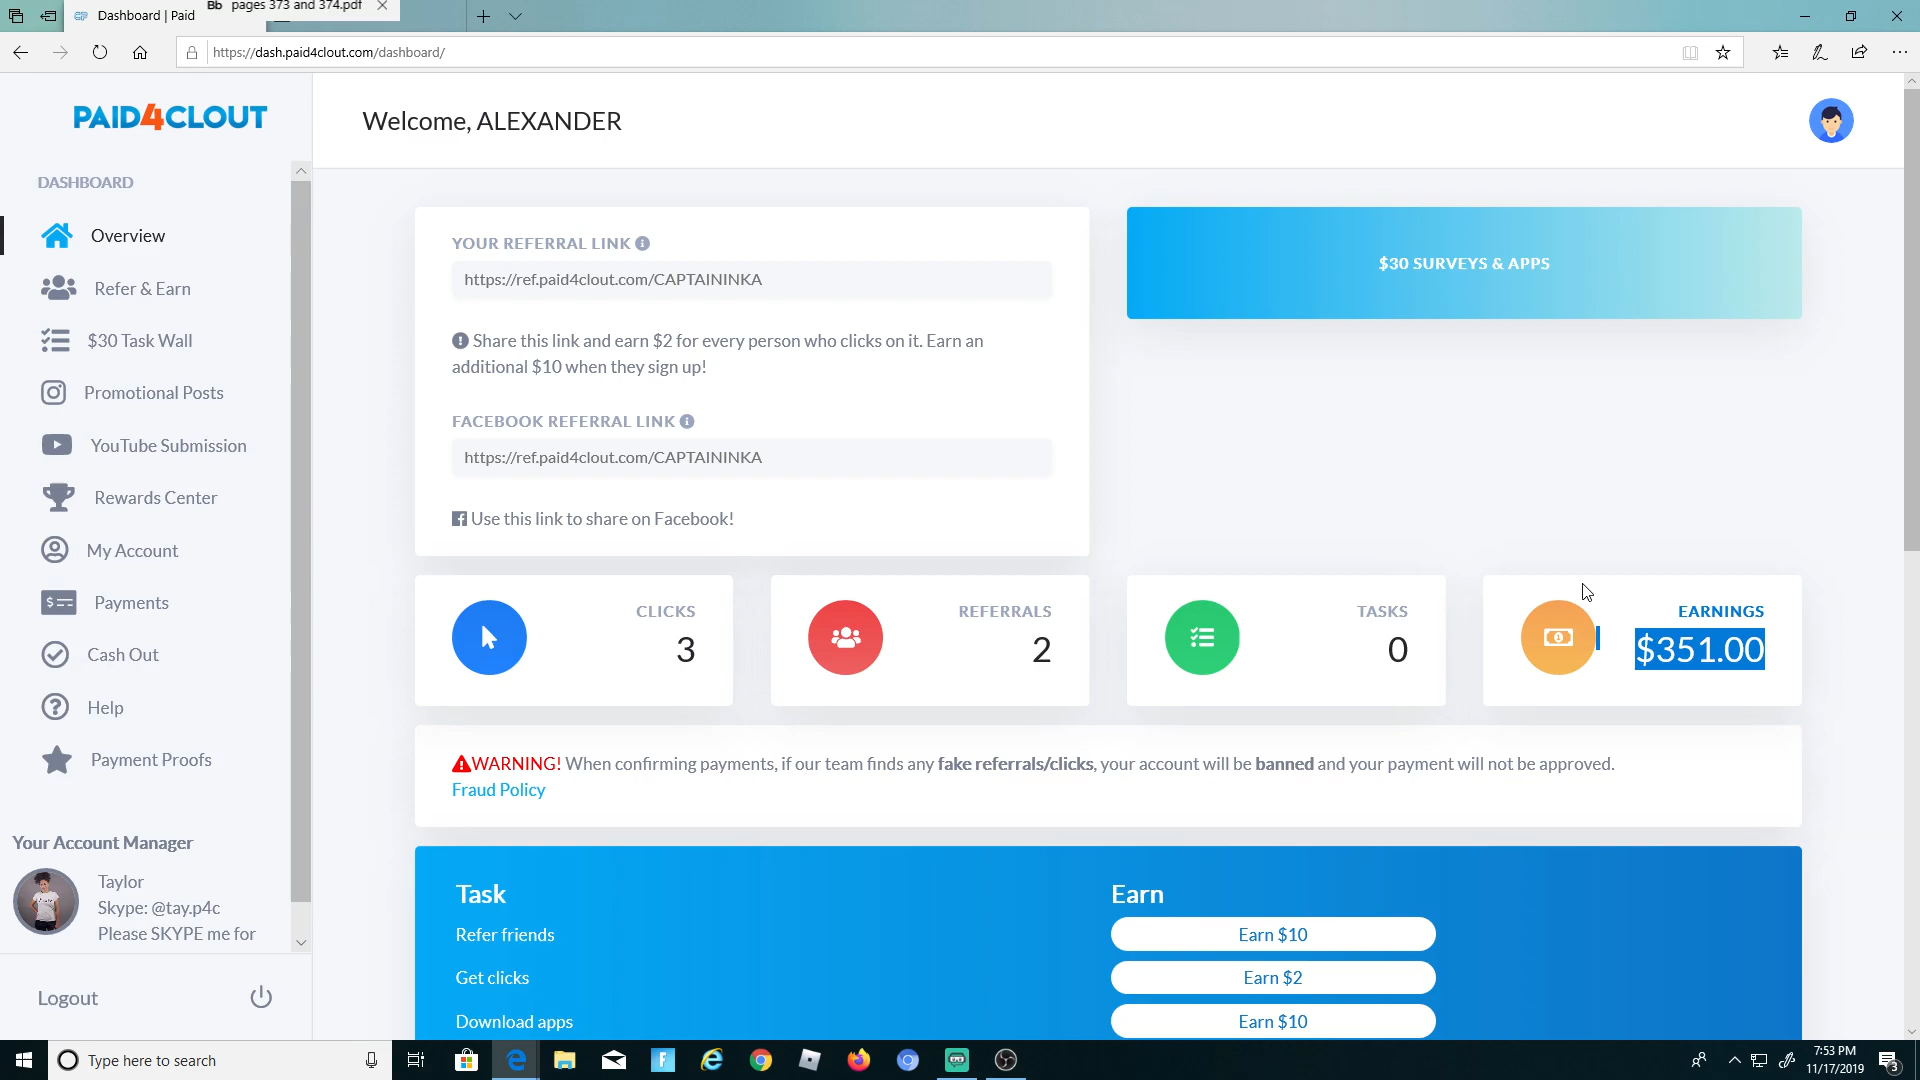 Dashboard | Paid
Bb pages 373 and 374.pdf
https://dash.paid4clout.com/dashboard/
PAID4CLOUT
Welcome, ALEXANDER
DASHBOARD
Overview
Refer & Earn
$30 Task Wall
Promotional Posts
YouTube Submission
Rewards Center
My Account
Payments
Cash Out
Help
Payment Proofs
Your Account Manager
Taylor
Skype: @tay.p4c
Please SKYPE me for
Logout
YOUR REFERRAL LINK
https://ref.paid4clout.com/CAPTAININKA
Share this link and earn $2 for every person who clicks on it. Earn an
additional $10 when they sign up!
FACEBOOK REFERRAL LINK
https://ref.paid4clout.com/CAPTAININKA
Use this link to share on Facebook!
$30 SURVEYS & APPS
CLICKS
3
REFERRALS
2
TASKS
0
EARNINGS
$351.00
WARNING! When confirming payments, if our team finds any fake referrals/clicks, your account will be banned and your payment will not be approved.
Fraud Policy
Task Earn
Refer friends Earn $10
Get clicks Earn $2
Download apps Earn $10
Type here to search
7:53 PM
11/17/2019
3